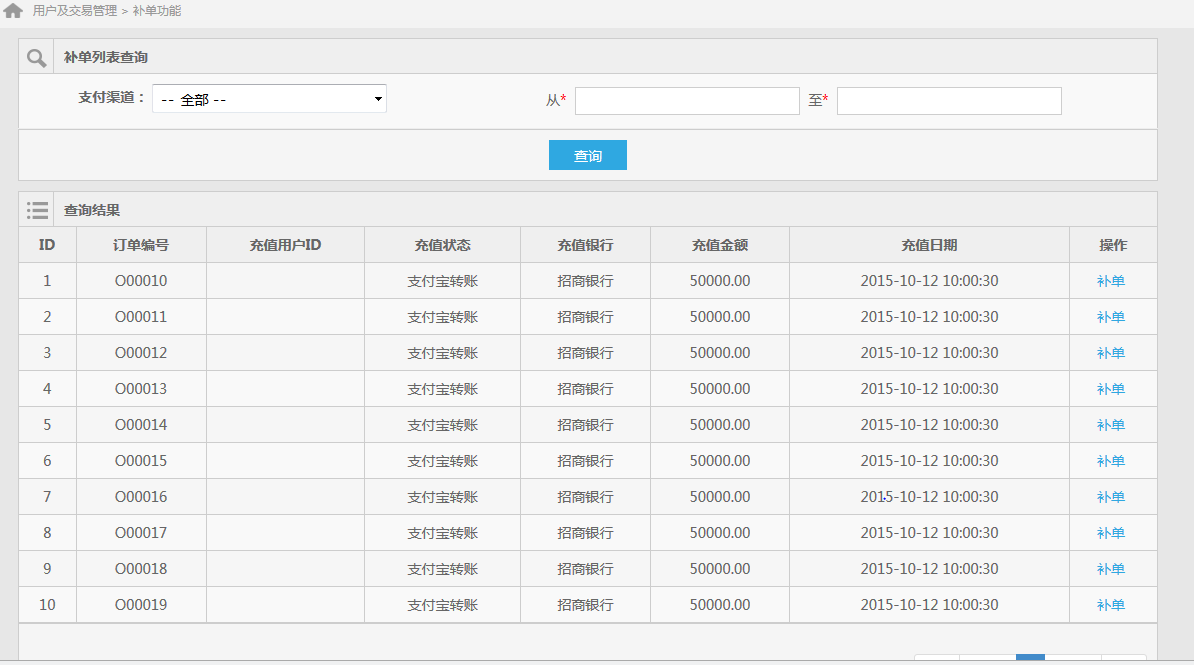 用户及交易管理 > 补单功能
补单列表查询
支付渠道： -- 全部 -- 从* 至*
查询
查询结果
ID 订单编号 充值用户ID 充值状态 充值银行 充值金额 充值日期 操作
1 O00010 支付宝转账 招商银行 50000.00 2015-10-12 10:00:30 补单
2 O00011 支付宝转账 招商银行 50000.00 2015-10-12 10:00:30 补单
3 O00012 支付宝转账 招商银行 50000.00 2015-10-12 10:00:30 补单
4 O00013 支付宝转账 招商银行 50000.00 2015-10-12 10:00:30 补单
5 O00014 支付宝转账 招商银行 50000.00 2015-10-12 10:00:30 补单
6 O00015 支付宝转账 招商银行 50000.00 2015-10-12 10:00:30 补单
7 O00016 支付宝转账 招商银行 50000.00 2015-10-12 10:00:30 补单
8 O00017 支付宝转账 招商银行 50000.00 2015-10-12 10:00:30 补单
9 O00018 支付宝转账 招商银行 50000.00 2015-10-12 10:00:30 补单
10 O00019 支付宝转账 招商银行 50000.00 2015-10-12 10:00:30 补单